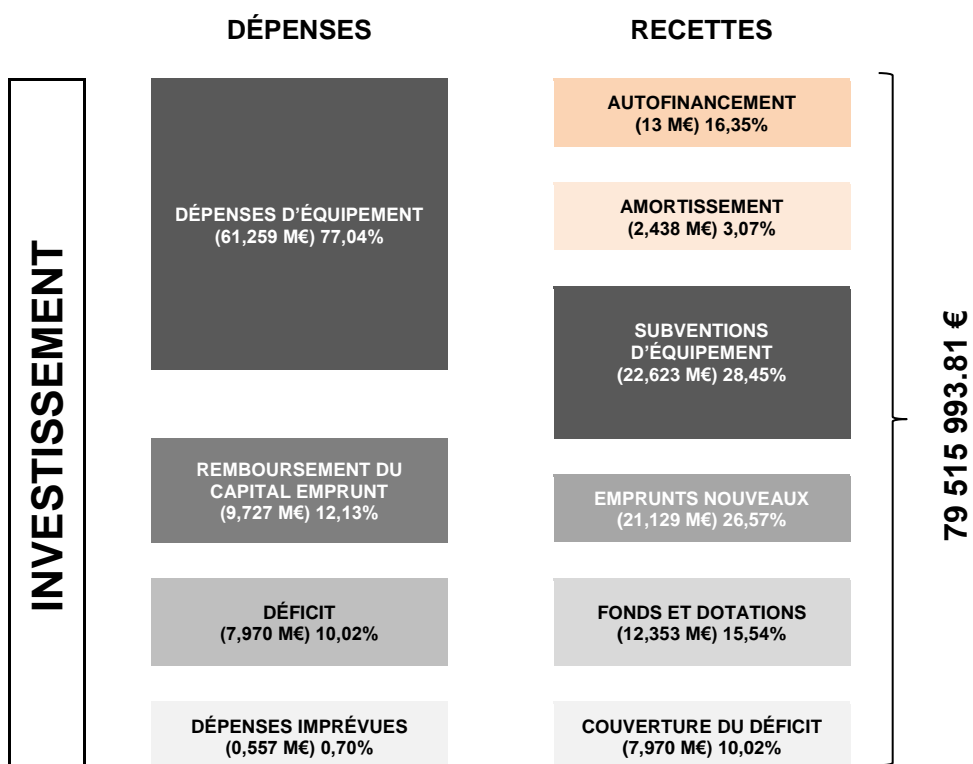 DÉPENSES
RECETTES
INVESTISSEMENT
DÉPENSES D’ÉQUIPEMENT
(61,259 M€) 77,04%
REMBOURSEMENT DU
CAPITAL EMPRUNT
(9,727 M€) 12,13%
DÉFICIT
(7,970 M€) 10,02%
DÉPENSES IMPRÉVUES
(0,557 M€) 0,70%
AUTOFINANCEMENT
(13 M€) 16,35%
AMORTISSEMENT
(2,438 M€) 3,07%
SUBVENTIONS
D’ÉQUIPEMENT
(22,623 M€) 28,45%
EMPRUNTS NOUVEAUX
(21,129 M€) 26,57%
FONDS ET DOTATIONS
(12,353 M€) 15,54%
COUVERTURE DU DÉFICIT
(7,970 M€) 10,02%
79 515 993.81 €